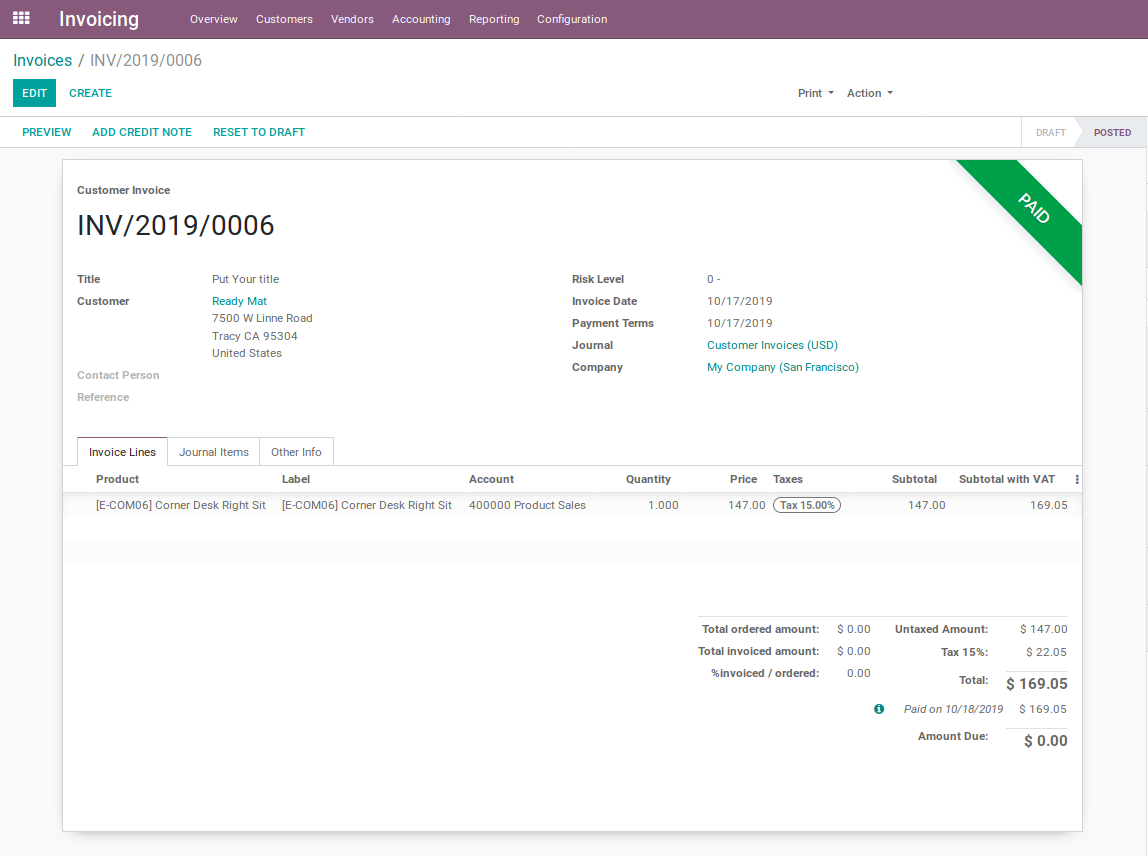 Invoicing Overview Customers Vendors Accounting Reporting Configuration
Invoices / INV/2019/0006
EDIT CREATE Print Action
PREVIEW ADD CREDIT NOTE RESET TO DRAFT DRAFT POSTED
PAID
Customer Invoice
INV/2019/0006
Title Put Your title Risk Level 0 -
Customer Ready Mat Invoice Date 10/17/2019
7500 W Linne Road Payment Terms 10/17/2019
Tracy CA 95304 Journal Customer Invoices (USD)
United States Company My Company (San Francisco)
Contact Person
Reference
Invoice Lines Journal Items Other Info
Product Label Account Quantity Price Taxes Subtotal Subtotal with VAT
[E-COM06] Corner Desk Right Sit [E-COM06] Corner Desk Right Sit 400000 Product Sales 1.000 147.00 Tax 15.00% 147.00 169.05
Total ordered amount: $ 0.00 Untaxed Amount: $ 147.00
Total invoiced amount: $ 0.00 Tax 15%: $ 22.05
%invoiced / ordered: 0.00 Total: $ 169.05
Paid on 10/18/2019 $ 169.05
Amount Due: $ 0.00